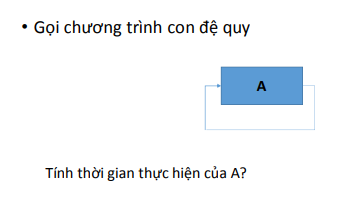 • Gọi chương trình con đệ quy
A
Tính thời gian thực hiện của A?